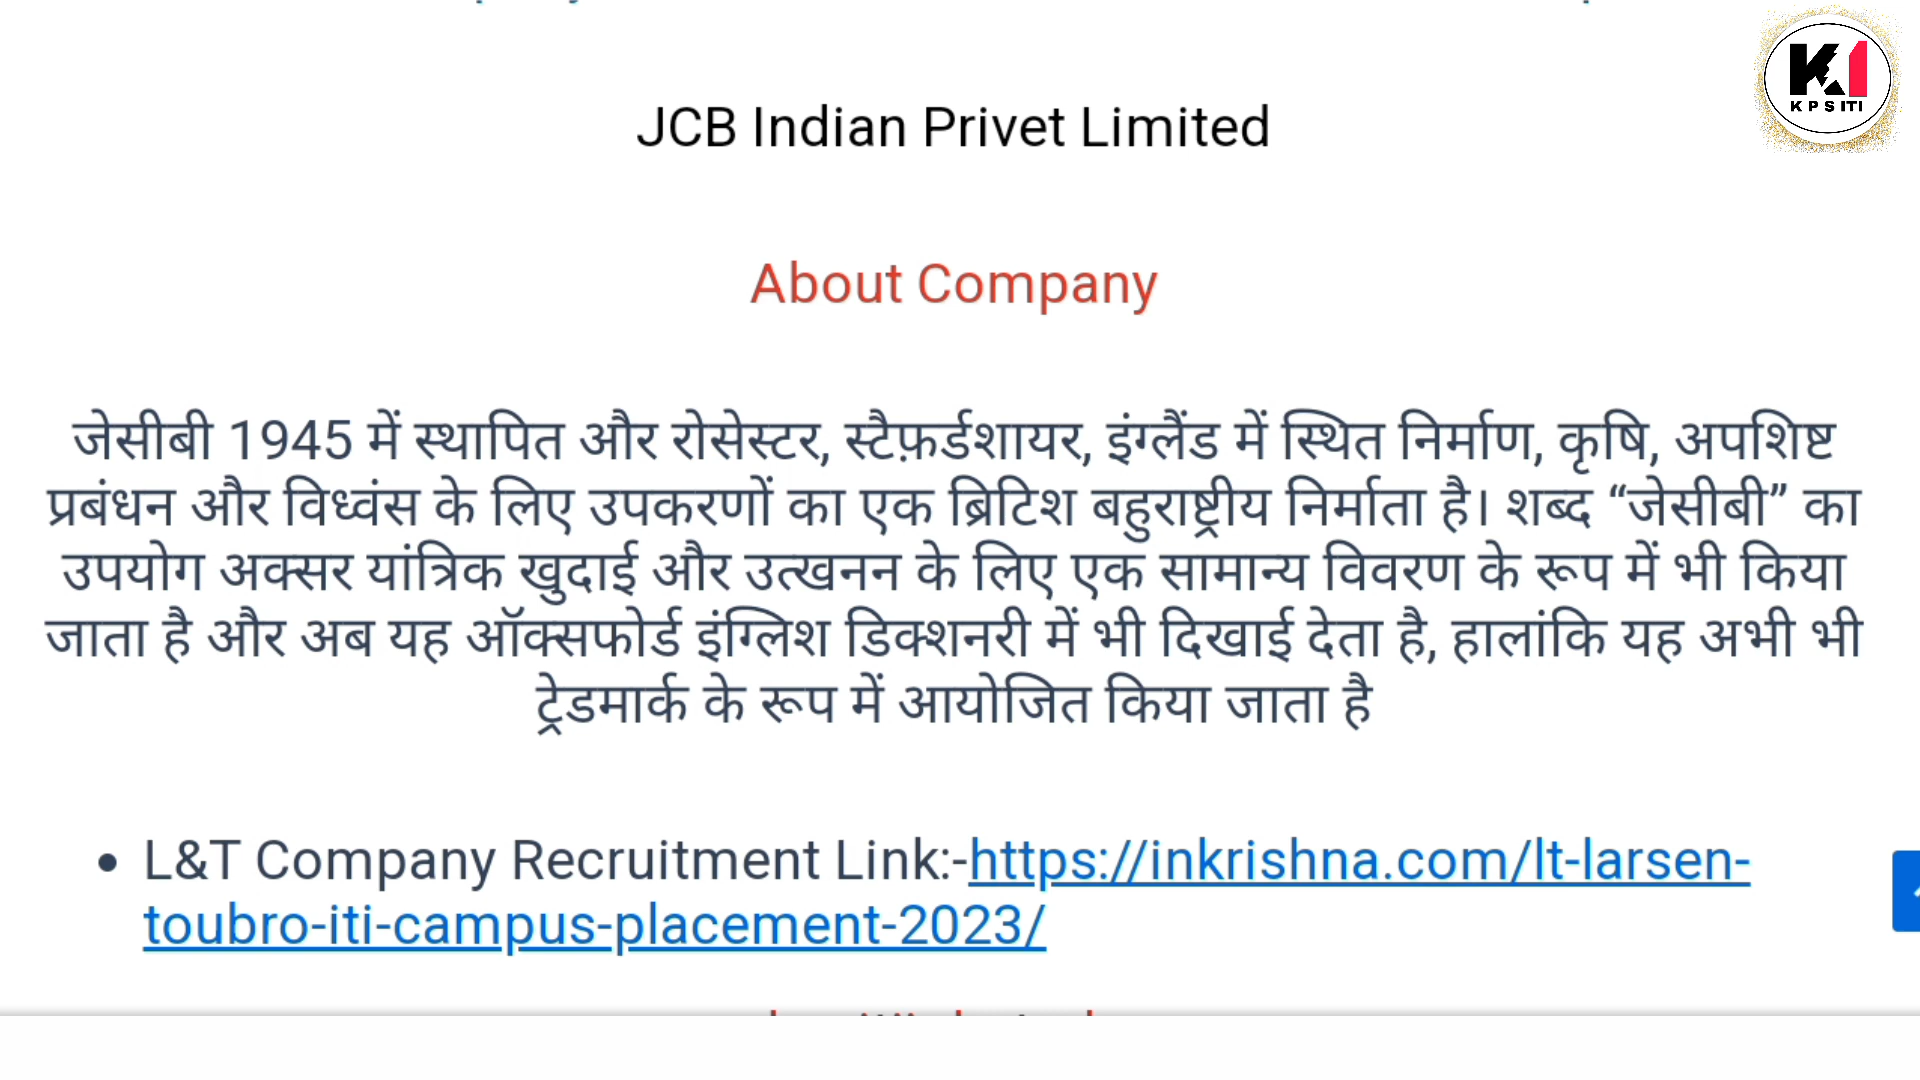 K1
K P S ITI
JCB Indian Privet Limited
About Company
जेसीबी 1945 में स्थापित और रोसेस्टर, स्टैफ़र्डशायर, इंग्लैंड में स्थित निर्माण, कृषि, अपशिष्ट
प्रबंधन और विध्वंस के लिए उपकरणों का एक ब्रिटिश बहुराष्ट्रीय निर्माता है। शब्द “जेसीबी” का
उपयोग अक्सर यांत्रिक खुदाई और उत्खनन के लिए एक सामान्य विवरण के रूप में भी किया
जाता है और अब यह ऑक्सफोर्ड इंग्लिश डिक्शनरी में भी दिखाई देता है, हालांकि यह अभी भी
ट्रेडमार्क के रूप में आयोजित किया जाता है
• L&T Company Recruitment Link:-https://inkrishna.com/lt-larsen-
toubro-iti-campus-placement-2023/